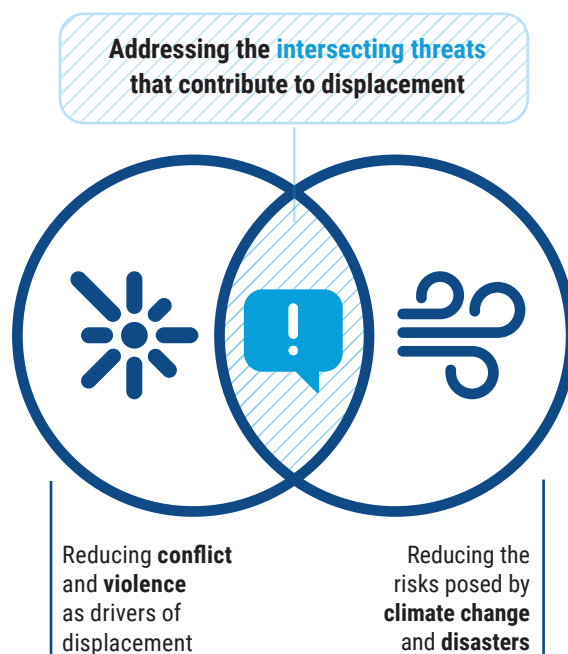 Addressing the intersecting threats
that contribute to displacement
Reducing conflict
and violence
as drivers of
displacement
Reducing the
risks posed by
climate change
and disasters